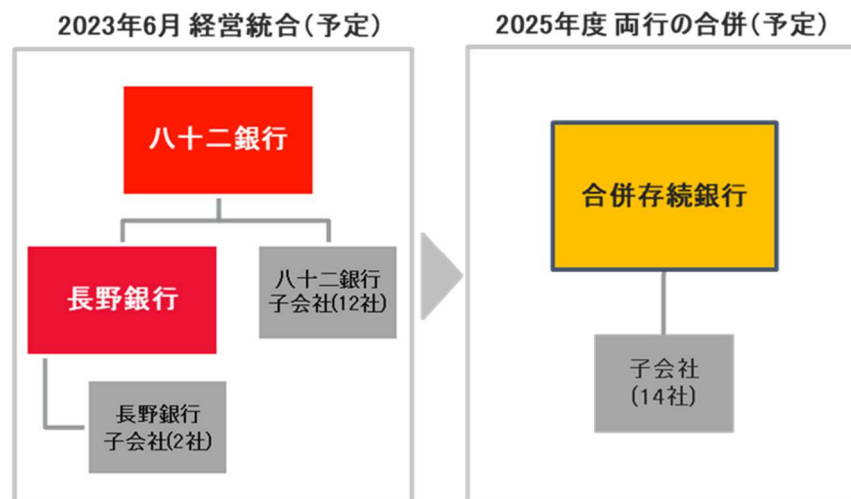 2023年6月 経営統合(予定)
八十二銀行
長野銀行
八十二銀行
子会社(12社)
長野銀行
子会社(2社)
2025年度 両行の合併(予定)
合併存続銀行
子会社
(14社)